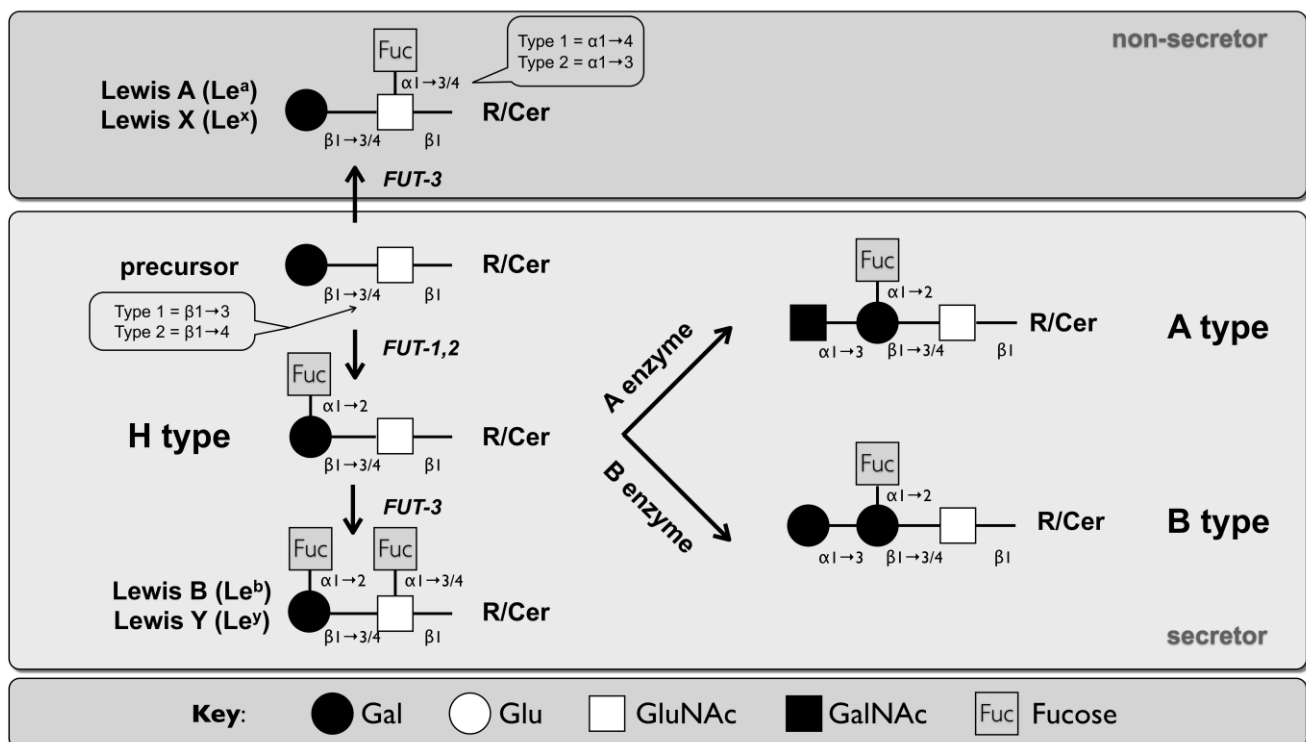 non-secretor
Type 1 = α1→4
Type 2 = α1→3
Fuc
α1→3/4
Lewis A (Leᵃ)
Lewis X (Leˣ)
R/Cer
β1→3/4
β1
FUT-3
precursor
R/Cer
β1→3/4
β1
Type 1 = β1→3
Type 2 = β1→4
FUT-1,2
Fuc
α1→2
H type
R/Cer
β1→3/4
β1
FUT-3
Fuc
Fuc
α1→2
α1→3/4
Lewis B (Leᵇ)
Lewis Y (Leʸ)
R/Cer
β1→3/4
β1
A enzyme
B enzyme
Fuc
α1→2
R/Cer
A type
α1→3
β1→3/4
β1
Fuc
α1→2
R/Cer
B type
α1→3
β1→3/4
β1
secretor
Key: Gal Glu GluNAc GalNAc Fuc Fucose